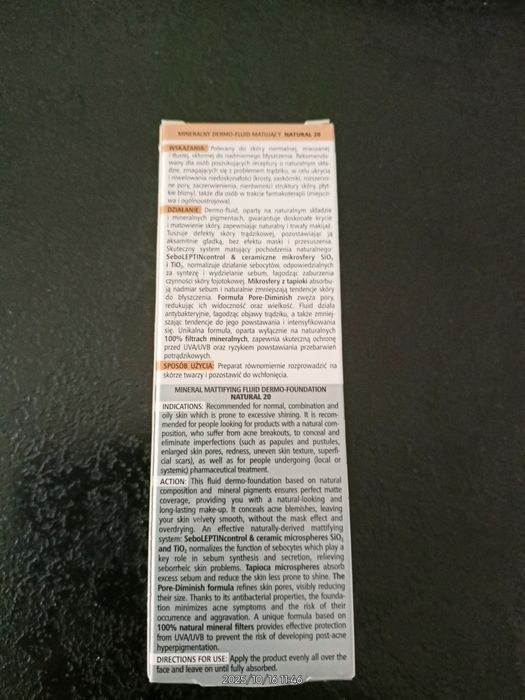 MINERALNY DERMO-FLUID MATUJĄCY NATURAL 20
WSKAZANIA: Polecany do skóry normalnej, mieszanej
i tłustej, skłonnej do nadmiernego błyszczenia. Rekomendo-
wany dla osób poszukujących receptury o naturalnym skła-
dzie, zmagających się z problemem trądziku, w celu ukrycia
i niwelowania niedoskonałości (krosty, zaskórniki, rozszerzo-
ne pory, zaczerwienienia, nierówności struktury skóry, płyt-
kie blizny), także dla osób w trakcie farmakoterapii (miejsco-
wa i ogólnoustrojowa).
DZIAŁANIE: Dermo-fluid, oparty na naturalnym składzie
i mineralnych pigmentach, gwarantuje doskonałe krycie
i matowienie skóry, zapewniając naturalny i trwały makijaż.
Tuszuje defekty skóry trądzikowej, pozostawiając ją
aksamitnie gładką, bez efektu maski i przesuszenia.
Skuteczny system matujący pochodzenia naturalnego:
SeboLEPTINcontrol & ceramiczne mikrosfery SiO₂
i TiO₂ normalizuje działanie sebocytów, odpowiedzialnych
za syntezę i wydzielanie sebum, łagodząc zaburzenia
czynności skóry łojotokowej. Mikrosfery z tapioki absorbu-
ją nadmiar sebum i naturalnie zmniejszają tendencję skóry
do błyszczenia. Formuła Pore-Diminish zwęża pory,
redukując ich widoczność oraz wielkość. Fluid działa
antybakteryjnie, łagodząc objawy trądziku, a także zmniej-
szając tendencje do jego powstawania i intensyfikowania
się. Unikalna formuła, oparta wyłącznie na naturalnych
100% filtrach mineralnych, zapewnia skuteczną ochronę
przed UVA/UVB oraz ryzykiem powstawania przebarwień
potrądzikowych.
SPOSÓB UŻYCIA: Preparat równomiernie rozprowadzić na
skórze twarzy i pozostawić do wchłonięcia.
MINERAL MATTIFYING FLUID DERMO-FOUNDATION
NATURAL 20
INDICATIONS: Recommended for normal, combination and
oily skin which is prone to excessive shining. It is recom-
mended for people looking for products with a natural com-
position, who suffer from acne breakouts, to conceal and
eliminate imperfections (such as papules and pustules,
enlarged skin pores, redness, uneven skin texture, superfi-
cial scars), as well as for people undergoing (local or
systemic) pharmaceutical treatment.
ACTION: This fluid dermo-foundation based on natural
composition and mineral pigments ensures perfect matte
coverage, providing you with a natural-looking and
long-lasting make-up. It conceals acne blemishes, leaving
your skin velvety smooth, without the mask effect and
overdrying. An effective naturally-derived mattifying
system: SeboLEPTINcontrol & ceramic microspheres SiO₂
and TiO₂ normalizes the function of sebocytes which play a
key role in sebum synthesis and secretion, relieving
seborrheic skin problems. Tapioca microspheres absorb
excess sebum and reduce the skin less prone to shine. The
Pore-Diminish formula refines skin pores, visibly reducing
their size. Thanks to its antibacterial properties, the founda-
tion minimizes acne symptoms and the risk of their
occurrence and aggravation. A unique formula based on
100% natural mineral filters provides effective protection
from UVA/UVB to prevent the risk of developing post-acne
hyperpigmentation.
DIRECTIONS FOR USE: Apply the product evenly all over the
face and leave on until fully absorbed.
2025/10/16 11:46